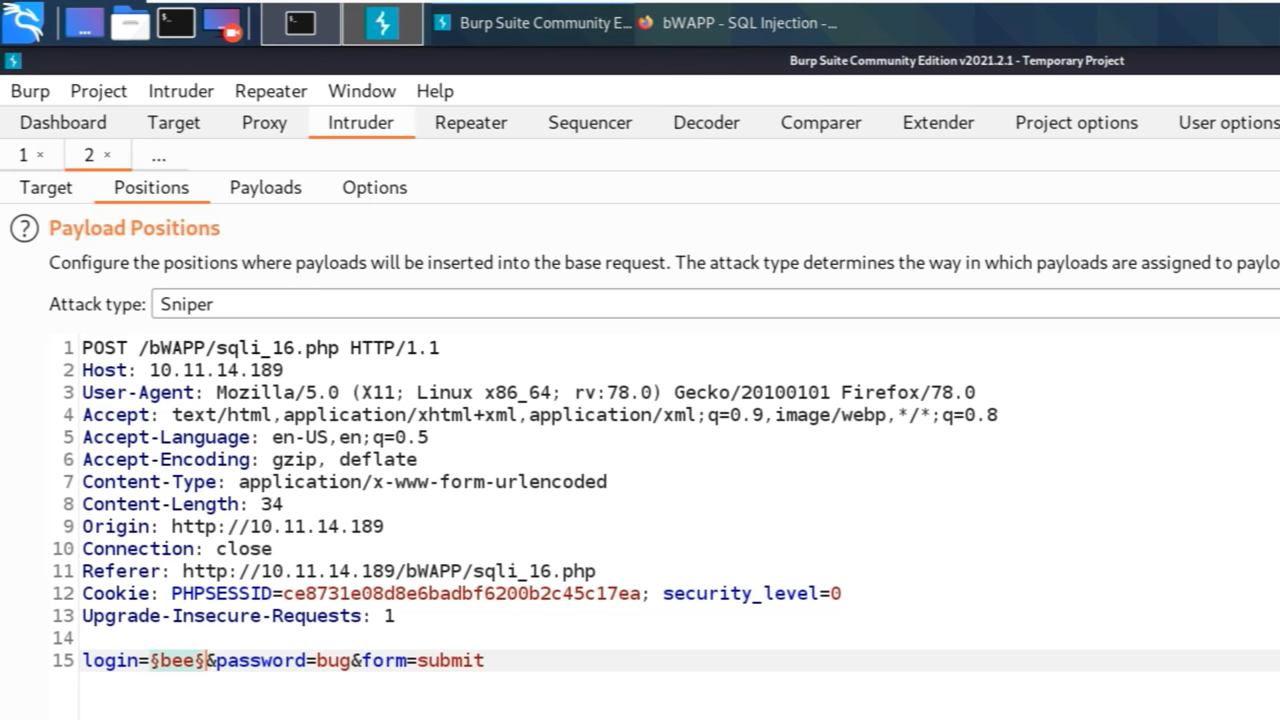 Burp Suite Community E... bWAPP - SQL Injection -...
Burp Suite Community Edition v2021.2.1 - Temporary Project
Burp Project Intruder Repeater Window Help
Dashboard Target Proxy Intruder Repeater Sequencer Decoder Comparer Extender Project options User options
1 × 2 × ...
Target Positions Payloads Options
? Payload Positions
Configure the positions where payloads will be inserted into the base request. The attack type determines the way in which payloads are assigned to paylo
Attack type: Sniper
1 POST /bWAPP/sqli_16.php HTTP/1.1
2 Host: 10.11.14.189
3 User-Agent: Mozilla/5.0 (X11; Linux x86_64; rv:78.0) Gecko/20100101 Firefox/78.0
4 Accept: text/html,application/xhtml+xml,application/xml;q=0.9,image/webp,*/*;q=0.8
5 Accept-Language: en-US,en;q=0.5
6 Accept-Encoding: gzip, deflate
7 Content-Type: application/x-www-form-urlencoded
8 Content-Length: 34
9 Origin: http://10.11.14.189
10 Connection: close
11 Referer: http://10.11.14.189/bWAPP/sqli_16.php
12 Cookie: PHPSESSID=ce8731e08d8e6badbf6200b2c45c17ea; security_level=0
13 Upgrade-Insecure-Requests: 1
14
15 login=§bee§&password=bug&form=submit